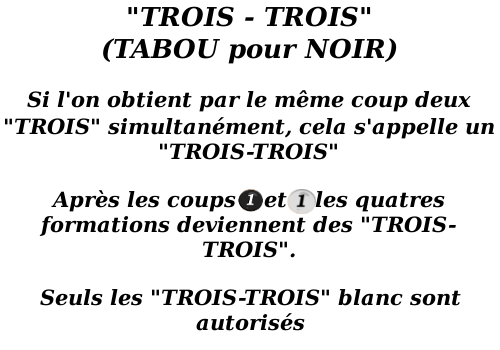 "TROIS - TROIS"
(TABOU pour NOIR)
Si l'on obtient par le même coup deux
"TROIS" simultanément, cela s'appelle un
"TROIS-TROIS"
Après les coups 1 et 1 les quatres
formations deviennent des "TROIS-
TROIS".
Seuls les "TROIS-TROIS" blanc sont
autorisés